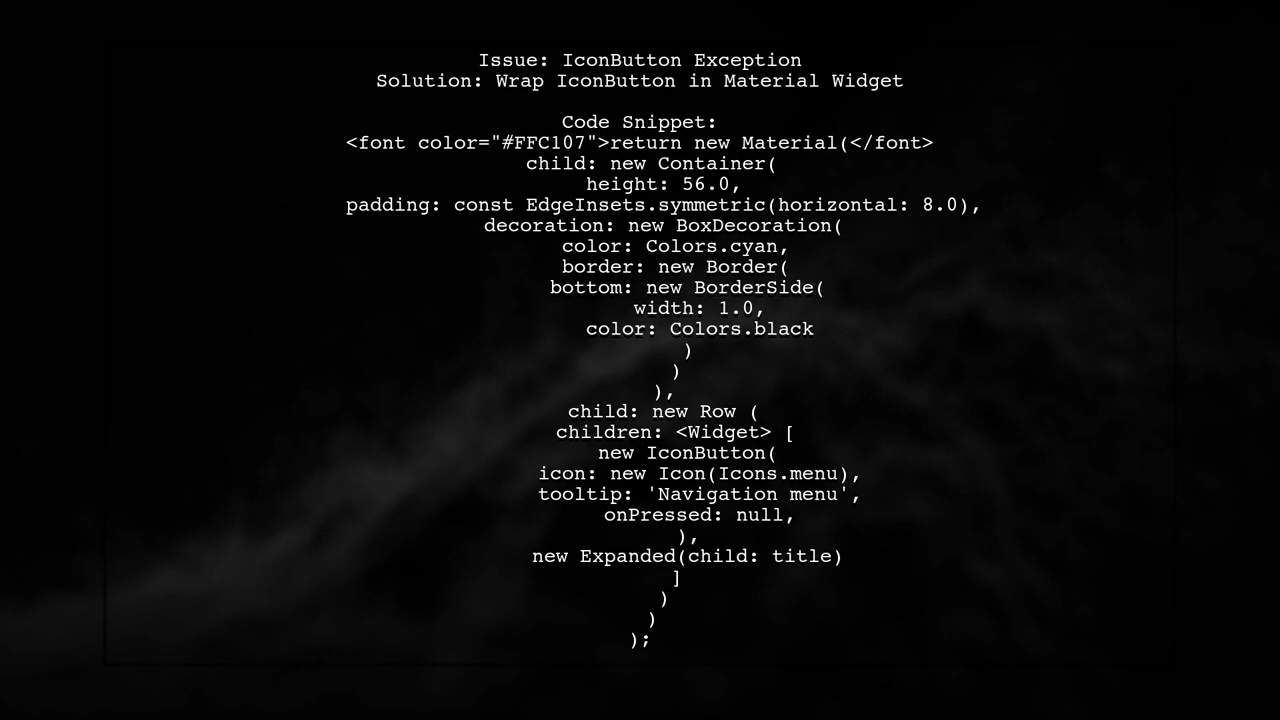 Issue: IconButton Exception
Solution: Wrap IconButton in Material Widget
Code Snippet:
<font color="#FFC107">return new Material(</font>
child: new Container(
height: 56.0,
padding: const EdgeInsets.symmetric(horizontal: 8.0),
decoration: new BoxDecoration(
color: Colors.cyan,
border: new Border(
bottom: new BorderSide(
width: 1.0,
color: Colors.black
)
)
),
child: new Row (
children: <Widget> [
new IconButton(
icon: new Icon(Icons.menu),
tooltip: 'Navigation menu',
onPressed: null,
),
new Expanded(child: title)
]
)
)
);